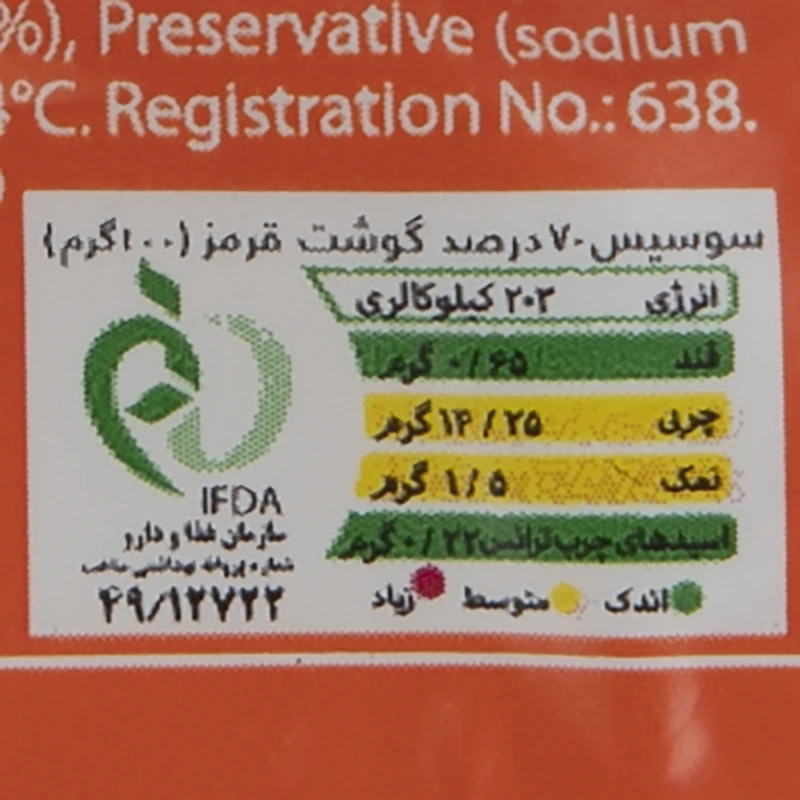 %), Preservative (sodium
4°C. Registration No.: 638.
سوسیس ۷۰ درصد گوشت قرمز (۱۰۰گرم)
انرژی ۲۰۲ کیلوکالری
قند ۰/۶۵ گرم
چربی ۱۴/۲۵ گرم
نمک ۱/۵ گرم
اسیدهای چرب ترانس ۰/۲۲ گرم
اندک متوسط زیاد
IFDA
سازمان غذا و دارو
شماره پروانه بهداشتی ساخت
۴۹/۱۲۷۲۲